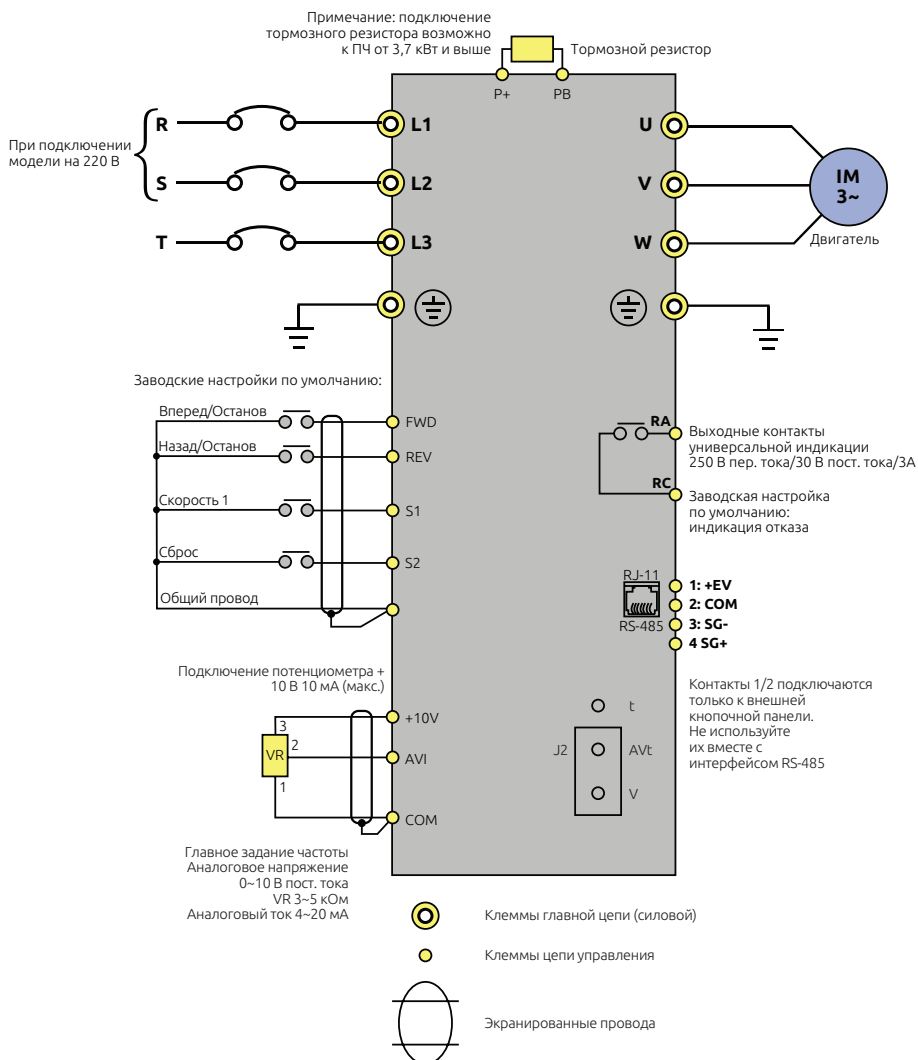 Примечание: подключение
тормозного резистора возможно
к ПЧ от 3,7 кВт и выше
Тормозной резистор
P+
PB
R
L1
U
При подключении
модели на 220 В
S
L2
V
IM
3~
T
L3
W
Двигатель
Заводские настройки по умолчанию:
Вперед/Останов
FWD
RA
Выходные контакты
универсальной индикации
250 В пер. тока/30 В пост. тока/3А
Назад/Останов
REV
RC
Заводская настройка
по умолчанию:
индикация отказа
Скорость 1
S1
Сброс
S2
Общий провод
RJ-11
RS-485
1: +EV
2: COM
3: SG-
4 SG+
Подключение потенциометра +
10 В 10 мА (макс.)
Контакты 1/2 подключаются
только к внешней
кнопочной панели.
Не используйте
их вместе с
интерфейсом RS-485
3
+10V
t
VR
2
AVI
J2
AVt
1
V
COM
Главное задание частоты
Аналоговое напряжение
0~10 В пост. тока
VR 3~5 кОм
Аналоговый ток 4~20 мА
Клеммы главной цепи (силовой)
Клеммы цепи управления
Экранированные провода